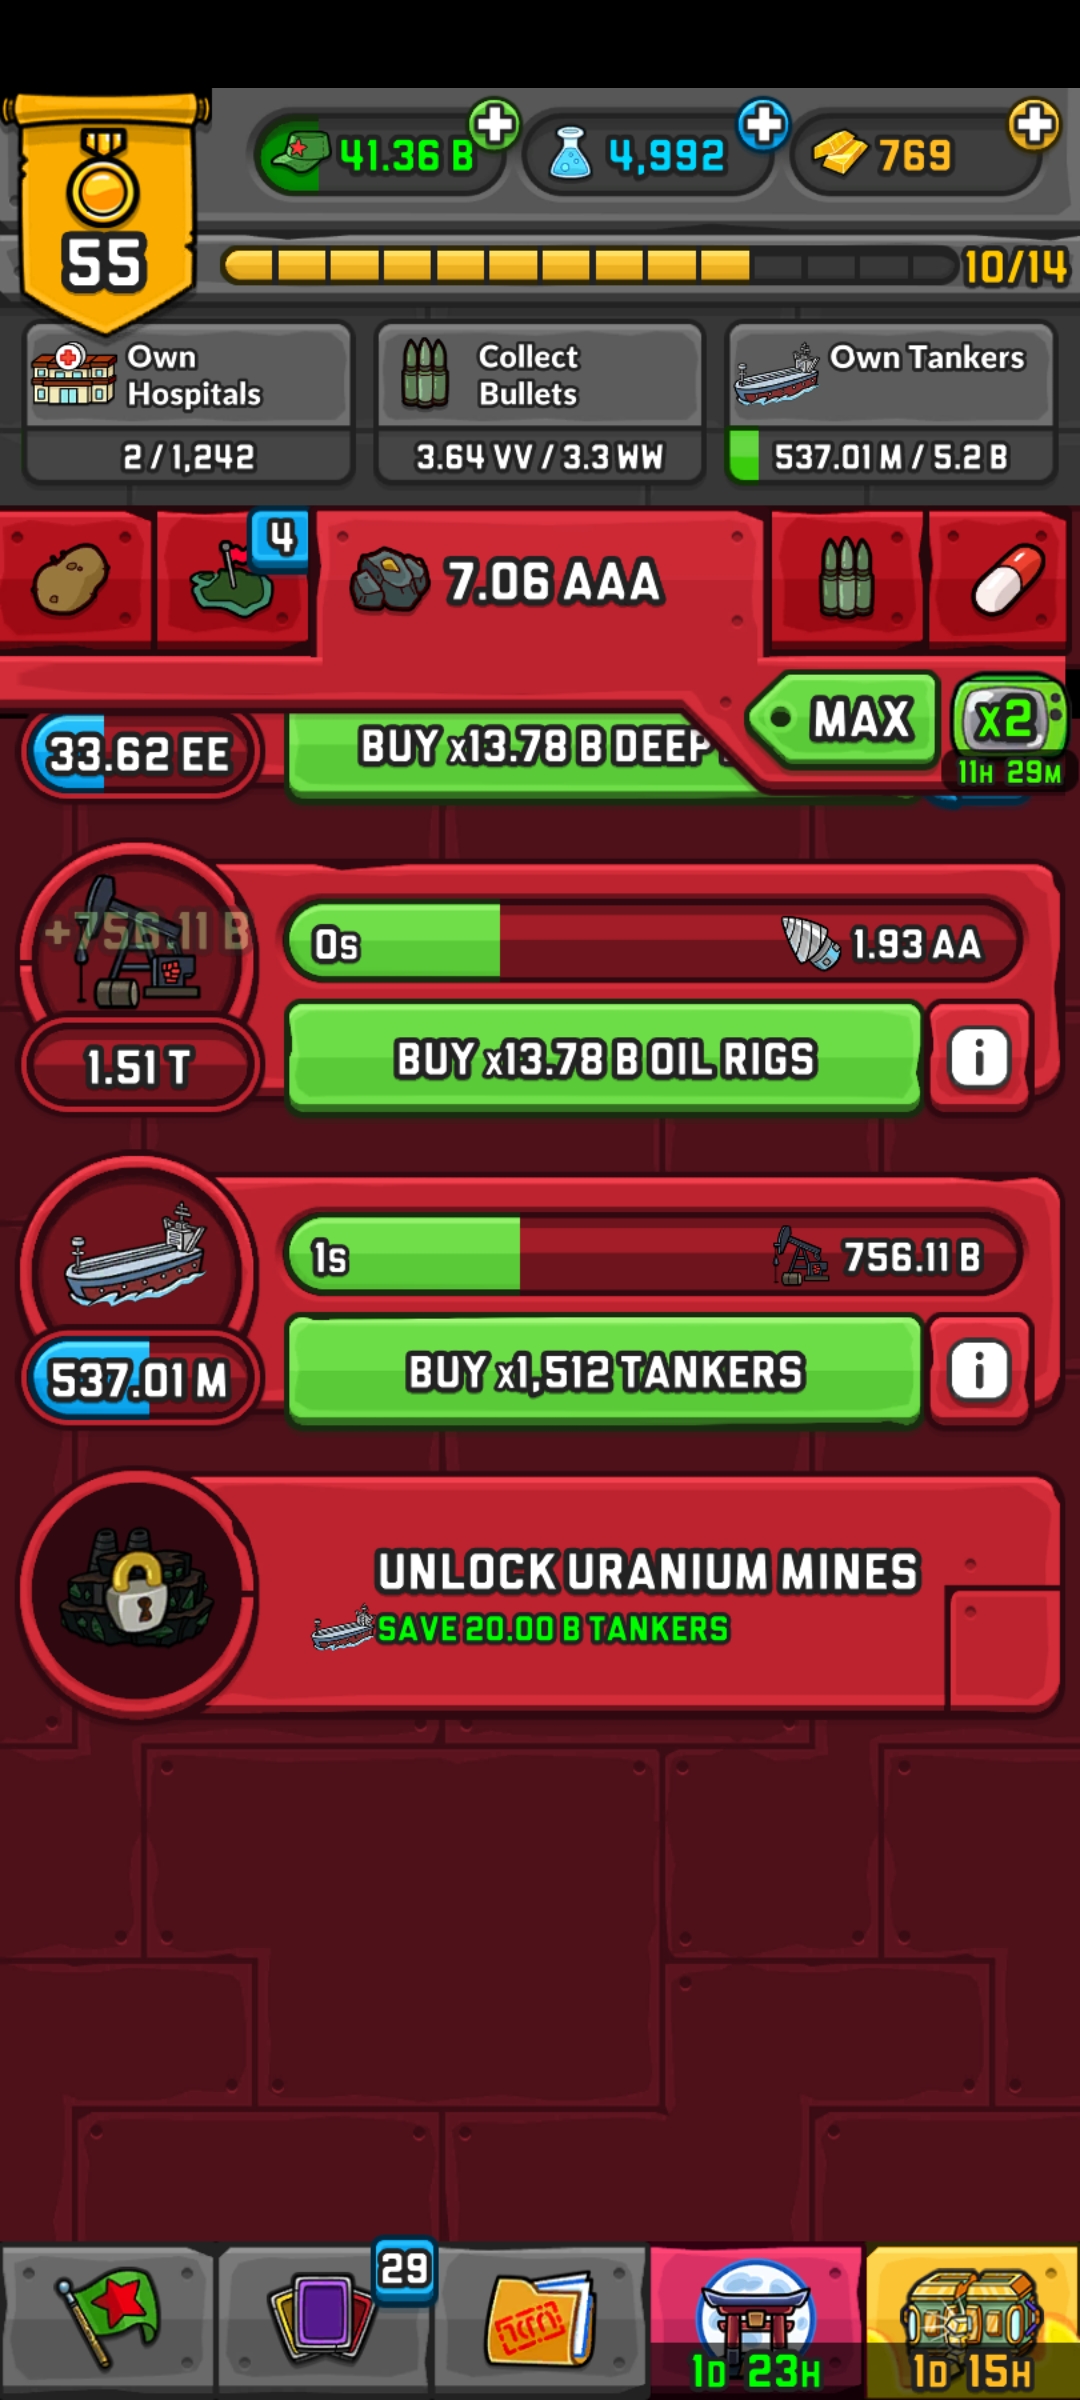 41.36 B
4,992
769
55
10/14
Own
Hospitals
2 / 1,242
Collect
Bullets
3.64 VV / 3.3 WW
Own Tankers
537.01 M / 5.2 B
4
7.06 AAA
MAX
x2
11H 29M
33.62 EE
BUY x13.78 B DEEP
+756.11 B
0s
1.93 AA
1.51 T
BUY x13.78 B OIL RIGS
i
1s
756.11 B
537.01 M
BUY x1,512 TANKERS
i
UNLOCK URANIUM MINES
SAVE 20.00 B TANKERS
29
1D 23H
1D 15H